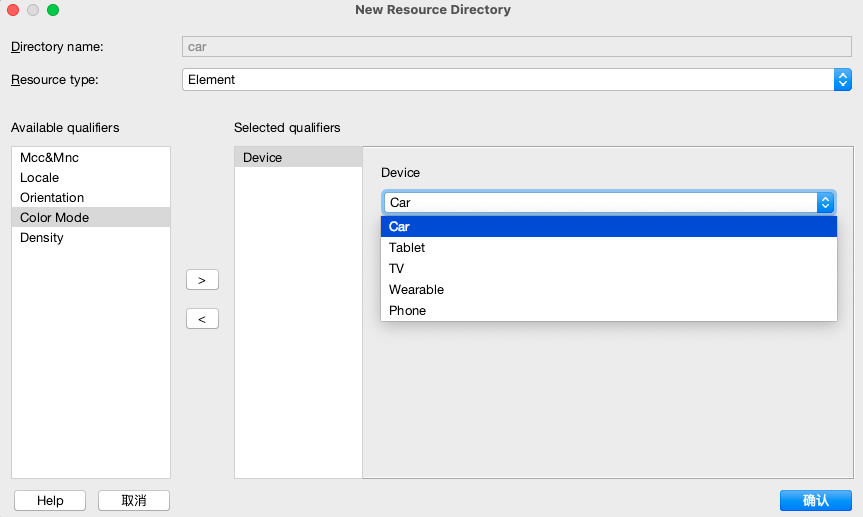 New Resource Directory
Directory name:
car
Resource type:
Element
Available qualifiers
Mcc&Mnc
Locale
Orientation
Color Mode
Density
>
<
Selected qualifiers
Device
Device
Car
Car
Tablet
TV
Wearable
Phone
Help
取消
确认